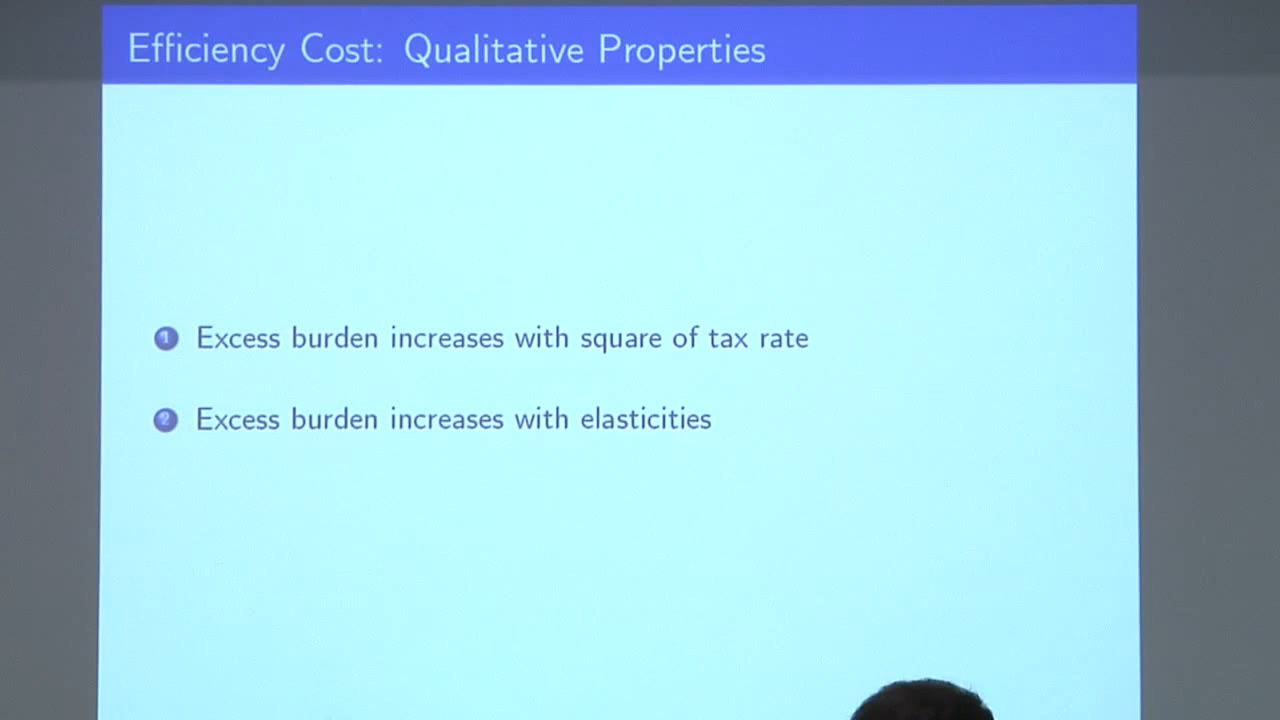 Efficiency Cost: Qualitative Properties
1 Excess burden increases with square of tax rate
2 Excess burden increases with elasticities